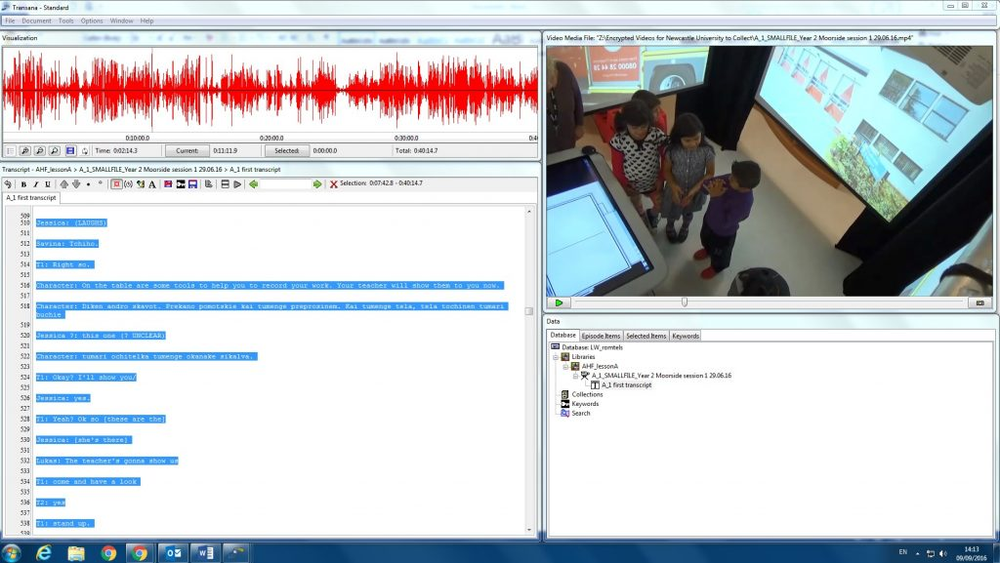 Transana - Standard
File Document Tools Options Window Help
Visualization
0:10:00.0 0:20:00.0 0:30:00.0 0:4
Time: 0:02:14.3 Current: 0:11:11.9 Selected: 0:00:00.0 Total: 0:40:14.7
Transcript - AHF_lessonA > A_1_SMALLFILE_Year 2 Moorside session 1 29.06.16 > A_1 first transcript
B I U A Selection: 0:07:42.8 - 0:40:14.7
A_1 first transcript
509
510 Jessica: (LAUGHS)
511
512 Savina: Tchiho.
513
514 T1: Right so.
515
516 Character: On the table are some tools to help you to record your work. Your teacher will show them to you now.
517
518 Character: Diken andro skavot. Prekano pomotskie kai tumenge preproxinem. Kai tumenge tela, tela tochinen tumari
buchie
519
520 Jessica ?: this one (? UNCLEAR)
521
522 Character: tumari ochitelka tumenge okanake sikalva.
523
524 T1: Okay? I'll show you/
525
526 Jessica: yes.
527
528 T1: Yeah? Ok so [these are the]
529
530 Jessica: [she's there]
531
532 Lukas: The teacher's gonna show us
533
534 T1: come and have a look
535
536 T2: yes
537
538 T1: stand up.
539
Video Media File: "Z:\Encrypted Videos for Newcastle University to Collect\A_1_SMALLFILE_Year 2 Moorside session 1 29.06.16.mp4"
Data
Database Episode Items Selected Items Keywords
Database: LW_romtels
Libraries
AHF_lessonA
A_1_SMALLFILE_Year 2 Moorside session 1 29.06.16
A_1 first transcript
Collections
Keywords
Search
EN
14:13
09/09/2016